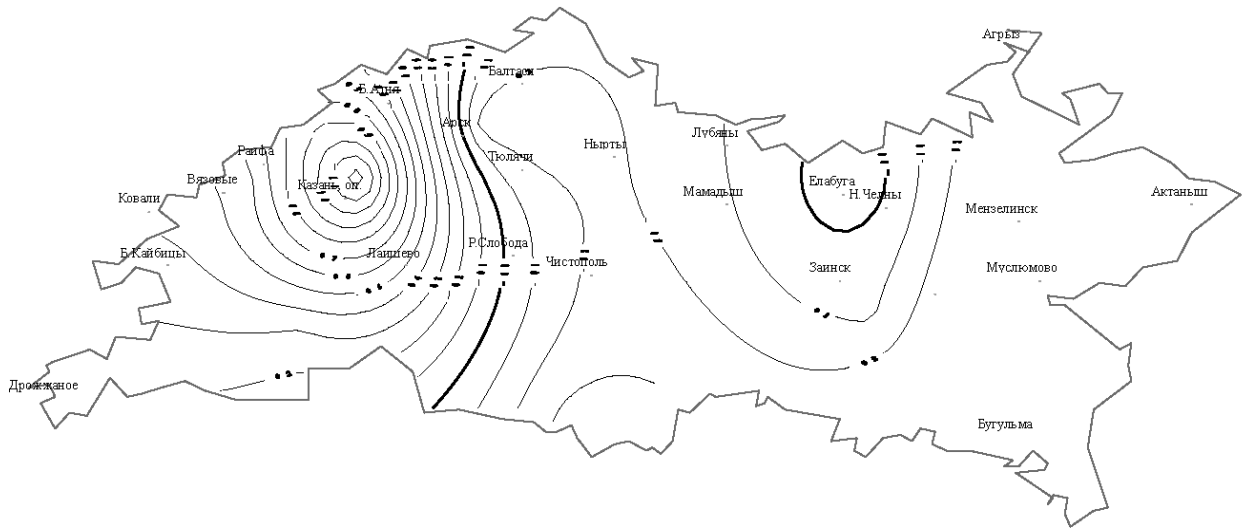 Агрыз
Балтаси
Б.Атня
Арск
Лубяны
Раифа
Нырты
Тюлячи
Вязовые
Казань оп.
Елабуга
Ковали
Мамадыш
Н.Челны
Актаныш
Мензелинск
Р.Слобода
Б.Кайбицы
Лаишево
Чистополь
Заинск
Муслюмово
Дрожжаное
Бугульма